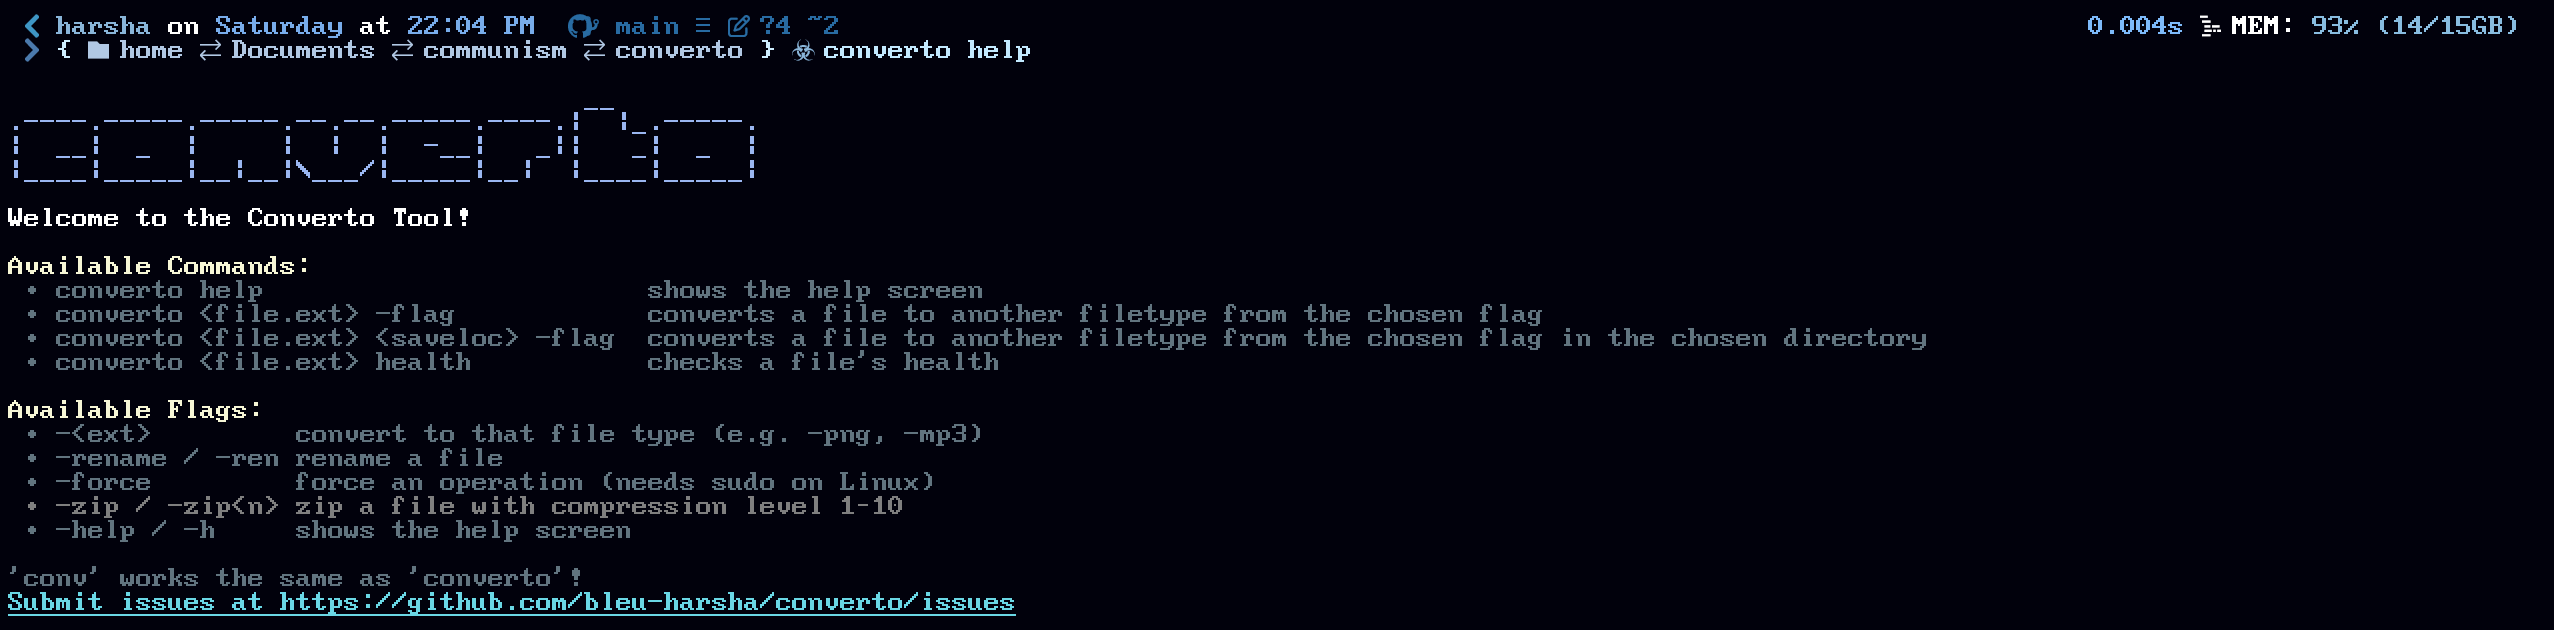 harsha on Saturday at 22:04 PM main ≡ ?4 ~2 0.004s MEM: 93% (14/15GB)
{ home ⇄ Documents ⇄ communism ⇄ converto } converto help
converto
Welcome to the Converto Tool!
Available Commands:
• converto help shows the help screen
• converto <file.ext> -flag converts a file to another filetype from the chosen flag
• converto <file.ext> <saveloc> -flag converts a file to another filetype from the chosen flag in the chosen directory
• converto <file.ext> health checks a file's health
Available Flags:
• -<ext> convert to that file type (e.g. -png, -mp3)
• -rename / -ren rename a file
• -force force an operation (needs sudo on Linux)
• -zip / -zip<n> zip a file with compression level 1-10
• -help / -h shows the help screen
'conv' works the same as 'converto'!
Submit issues at https://github.com/bleu-harsha/converto/issues